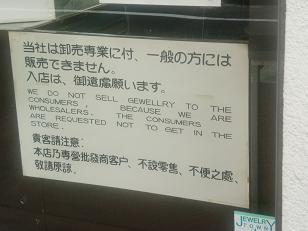 当社は卸売専業に付、一般の方には
販売できません。
入店は、御遠慮願います。
WE DO NOT SELL GEWELLRY TO THE
CONSUMERS , BECAUSE WE ARE
WHOLESALERS. THE CONSUMERS
ARE REQUESTED NOT TO GET IN THE
STORE.
貴客請注意:
本店乃專營批發商客户、不設零售、不便之處、
敬請原諒.
JEWELRY
TOWN